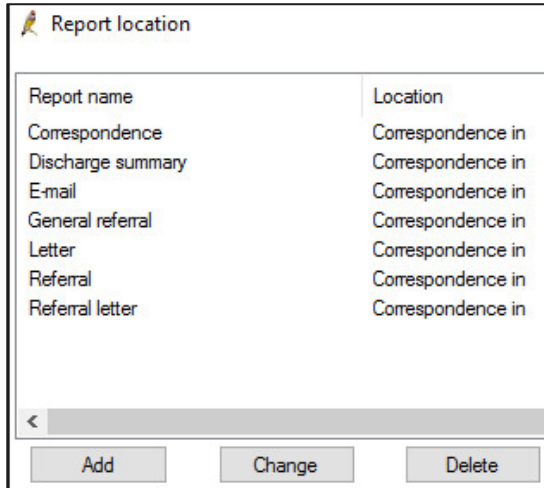 Report location
Report name Location
Correspondence Correspondence in
Discharge summary Correspondence in
E-mail Correspondence in
General referral Correspondence in
Letter Correspondence in
Referral Correspondence in
Referral letter Correspondence in
Add Change Delete